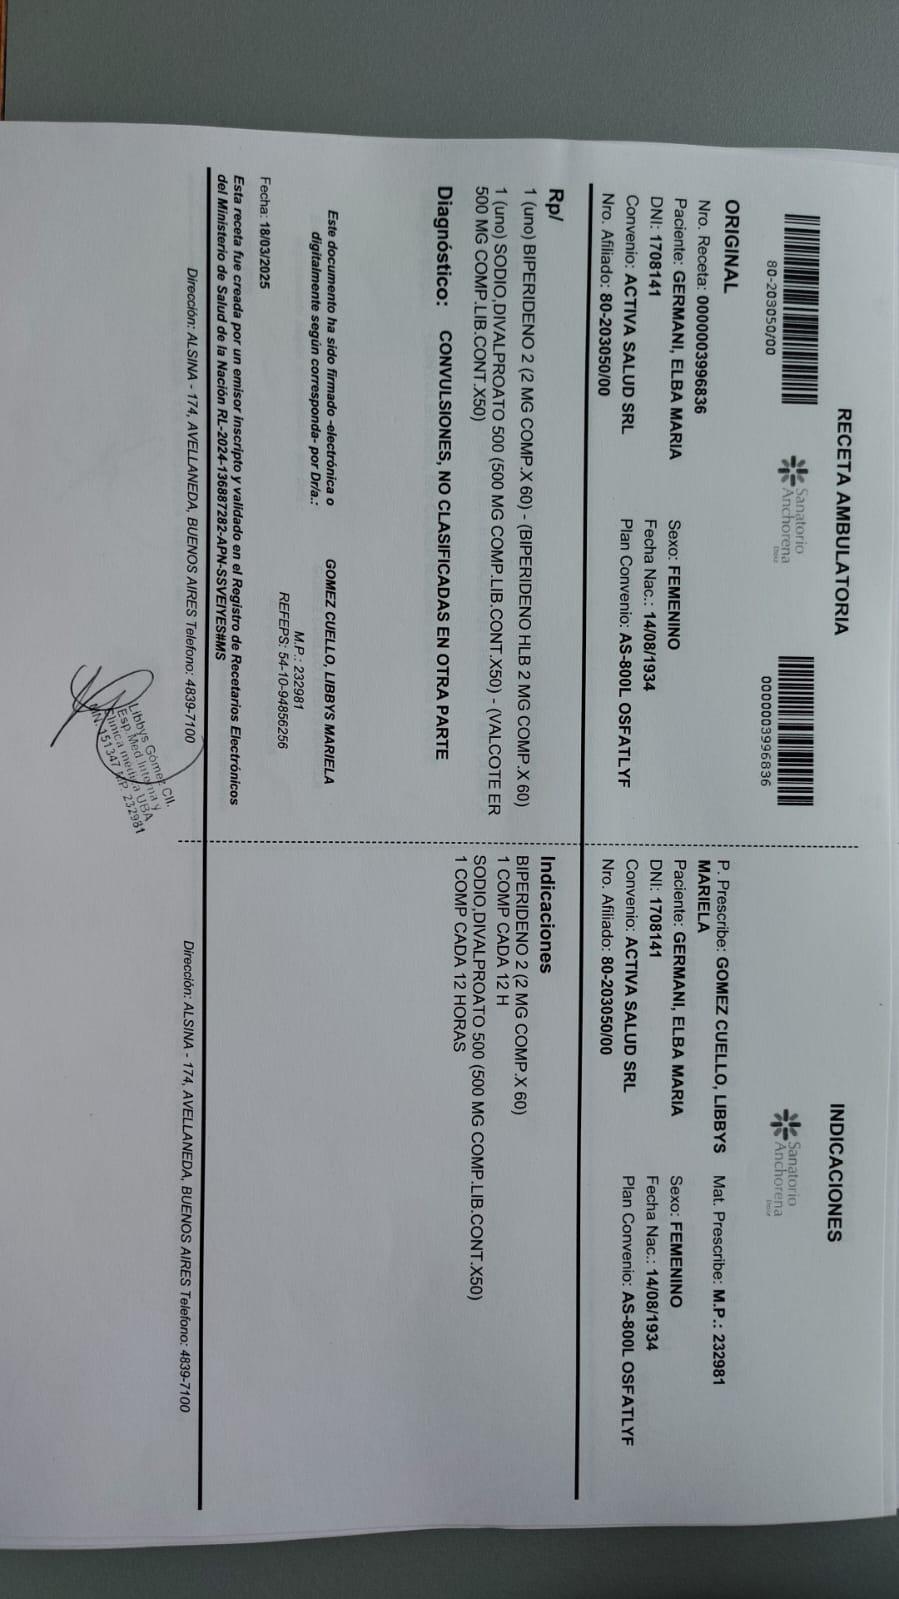 RECETA AMBULATORIA
80-203050/00
Sanatorio
Anchorena
0000003996836
ORIGINAL
Nro. Receta: 0000003996836
Paciente: GERMANI, ELBA MARIA
Sexo: FEMENINO
DNI: 1708141
Fecha Nac.: 14/08/1934
Convenio: ACTIVA SALUD SRL
Plan Convenio: AS-800L OSFATLYF
Nro. Afiliado: 80-203050/00
Rp/
1 (uno) BIPERIDENO 2 (2 MG COMP.X 60) - (BIPERIDENO HLB 2 MG COMP.X 60)
1 (uno) SODIO,DIVALPROATO 500 (500 MG COMP.LIB.CONT.X50) - (VALCOTE ER
500 MG COMP.LIB.CONT.X50)
Diagnóstico: CONVULSIONES, NO CLASIFICADAS EN OTRA PARTE
Este documento ha sido firmado -electrónica o
digitalmente según corresponda- por Dr/a.:
GOMEZ CUELLO, LIBBYS MARIELA
M.P.: 232981
REFEPS: 54-10-94856256
Fecha: 18/03/2025
Esta receta fue creada por un emisor inscripto y validado en el Registro de Recetarios Electrónicos
del Ministerio de Salud de la Nación RL-2024-136887282-APN-SSVEIYES#MS
Dirección: ALSINA - 174, AVELLANEDA, BUENOS AIRES Telefono: 4839-7100
Libbys Gómez C
Esp Med Interna y
Clínica medica UBA
151347 MP. 232981
INDICACIONES
Sanatorio
Anchorena
P. Prescribe: GOMEZ CUELLO, LIBBYS
MARIELA
Mat. Prescribe: M.P.: 232981
Paciente: GERMANI, ELBA MARIA
Sexo: FEMENINO
DNI: 1708141
Fecha Nac.: 14/08/1934
Convenio: ACTIVA SALUD SRL
Plan Convenio: AS-800L OSFATLYF
Nro. Afiliado: 80-203050/00
Indicaciones
BIPERIDENO 2 (2 MG COMP.X 60)
1 COMP CADA 12 H
SODIO,DIVALPROATO 500 (500 MG COMP.LIB.CONT.X50)
1 COMP CADA 12 HORAS
Dirección: ALSINA - 174, AVELLANEDA, BUENOS AIRES Telefono: 4839-7100